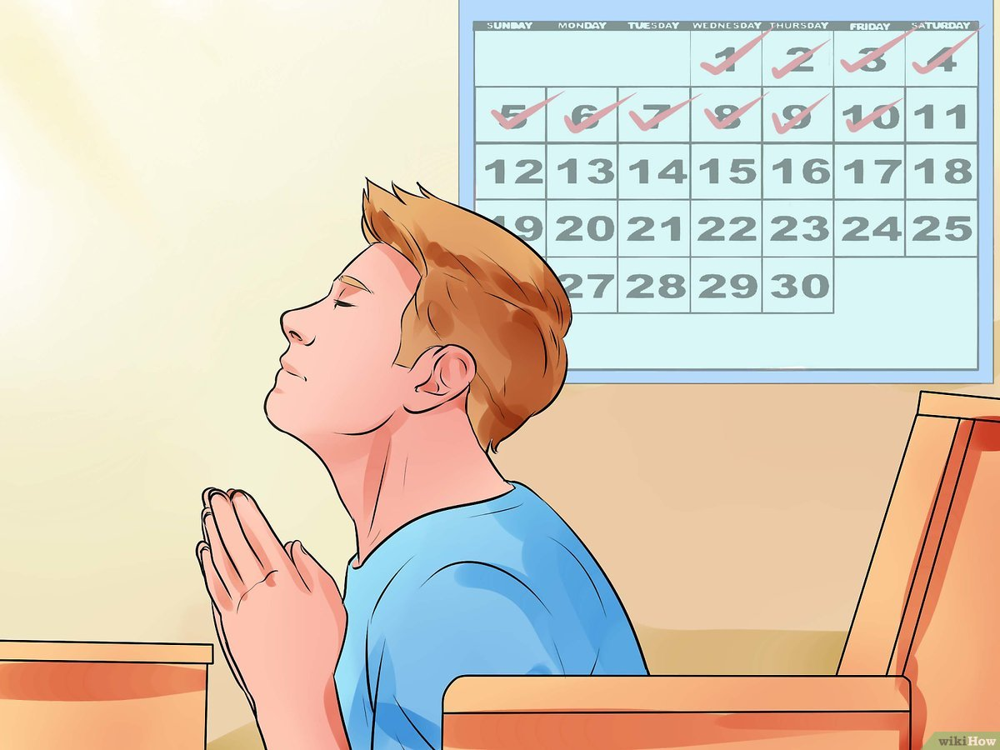 SUNDAY MONDAY TUESDAY WEDNESDAY THURSDAY FRIDAY SATURDAY
1 2 3 4
5 6 7 8 9 10 11
12 13 14 15 16 17 18
19 20 21 22 23 24 25
27 28 29 30
wikiHow